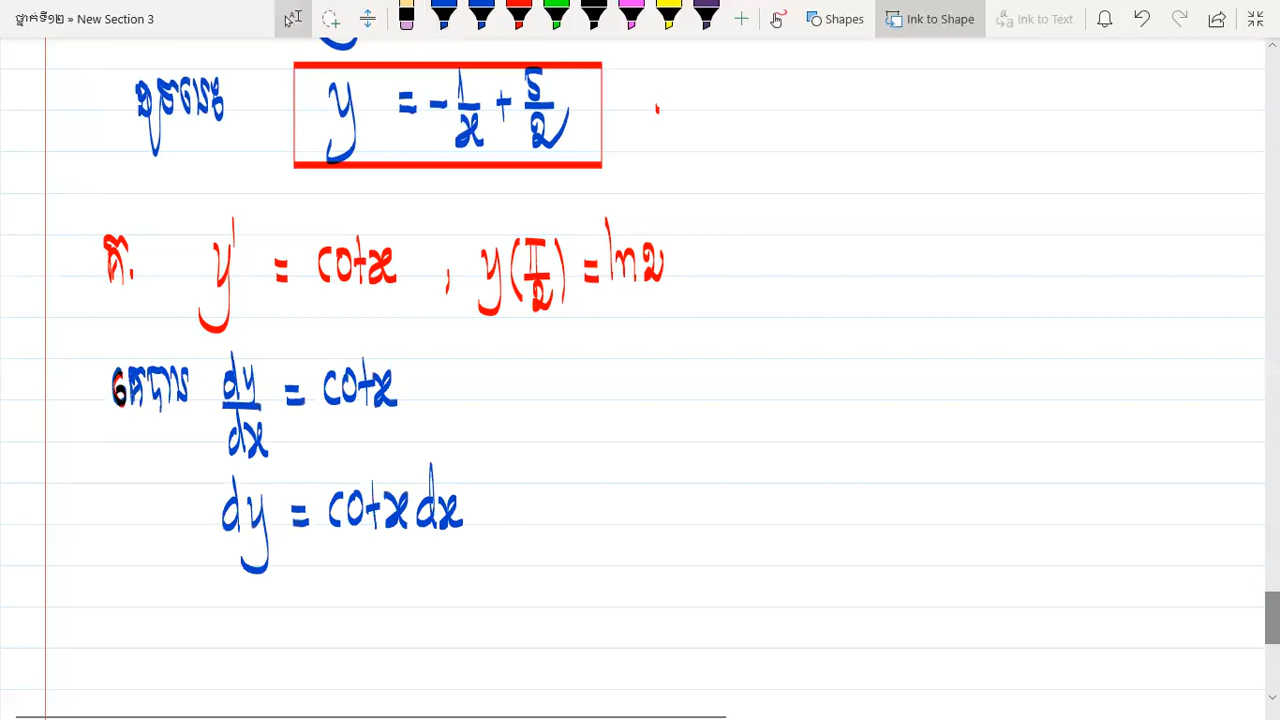 ថ្នាក់ទី១២ » New Section 3
Shapes
Ink to Shape
Ink to Text
ដូចនេះ y = -1/x + 5/2 .
គ. y' = cotx , y(π/2) = ln2
គេបាន dy/dx = cotx
dy = cotx dx